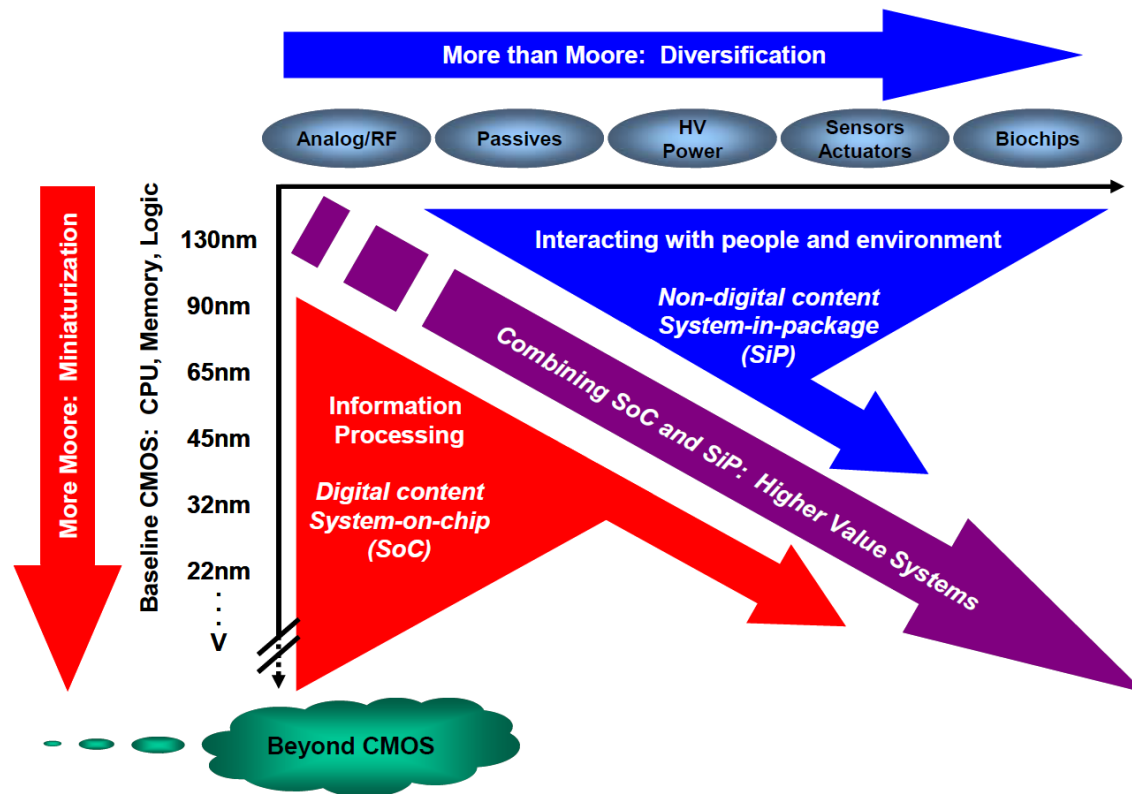 More than Moore:  Diversification
Analog/RF
Passives
HV
Power
Sensors
Actuators
Biochips
More Moore:  Miniaturization
Baseline CMOS:  CPU, Memory, Logic
130nm
90nm
65nm
45nm
32nm
22nm
.
.
.
.
V
Interacting with people and environment
Non-digital content
System-in-package
(SiP)
Combining SoC and SiP:  Higher Value Systems
Information
Processing
Digital content
System-on-chip
(SoC)
Beyond CMOS